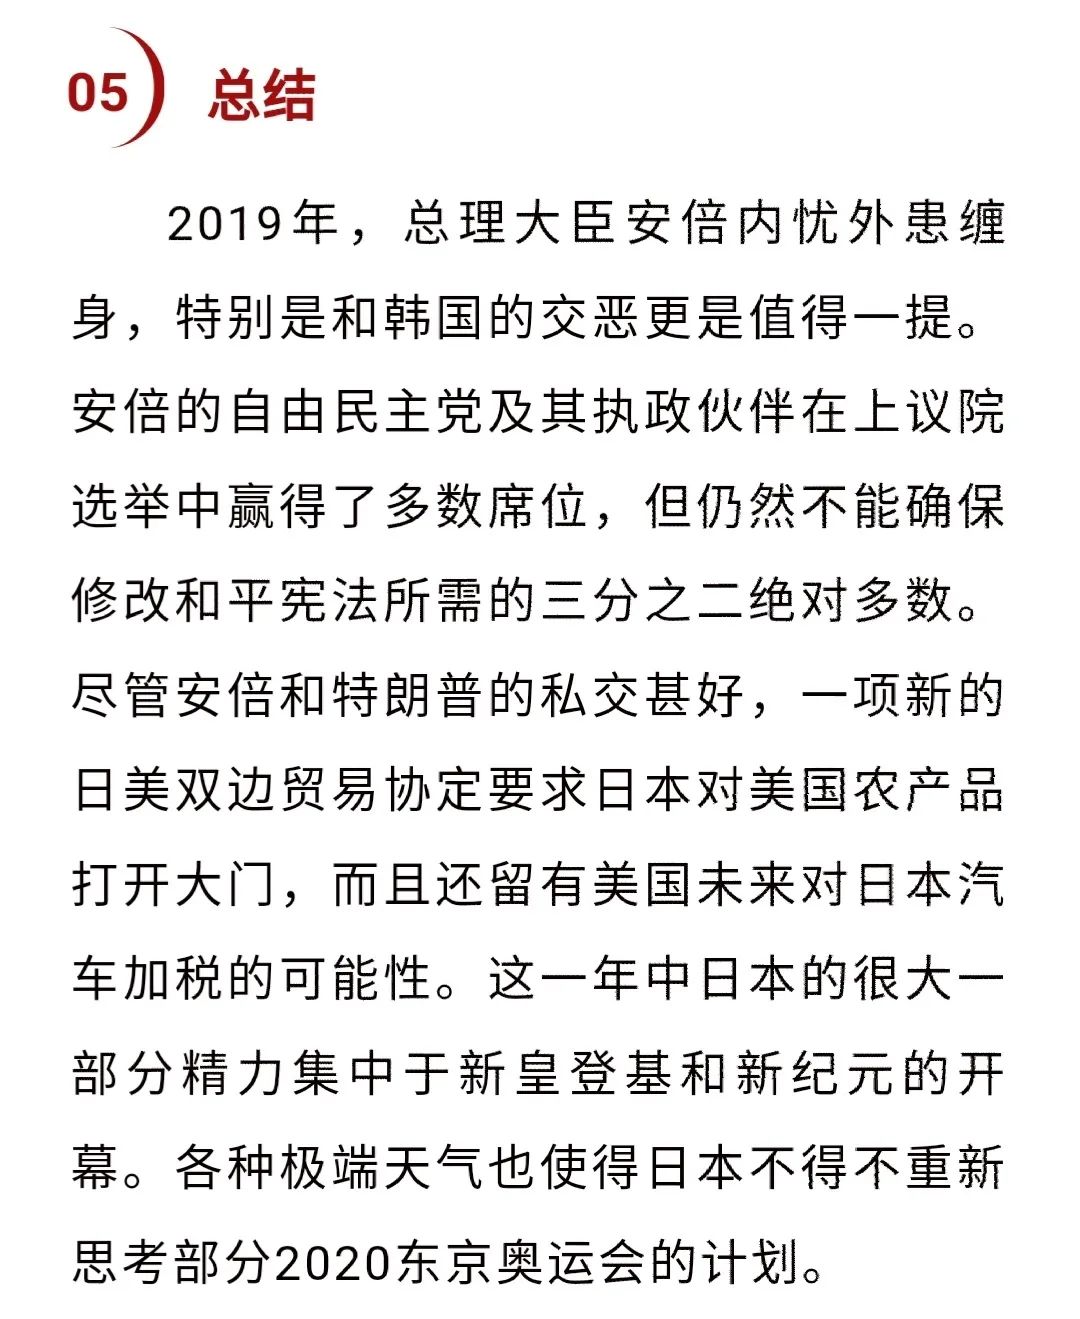 05 总结
2019年，总理大臣安倍内忧外患缠
身，特别是和韩国的交恶更是值得一提。
安倍的自由民主党及其执政伙伴在上议院
选举中赢得了多数席位，但仍然不能确保
修改和平宪法所需的三分之二绝对多数。
尽管安倍和特朗普的私交甚好，一项新的
日美双边贸易协定要求日本对美国农产品
打开大门，而且还留有美国未来对日本汽
车加税的可能性。这一年中日本的很大一
部分精力集中于新皇登基和新纪元的开
幕。各种极端天气也使得日本不得不重新
思考部分2020东京奥运会的计划。